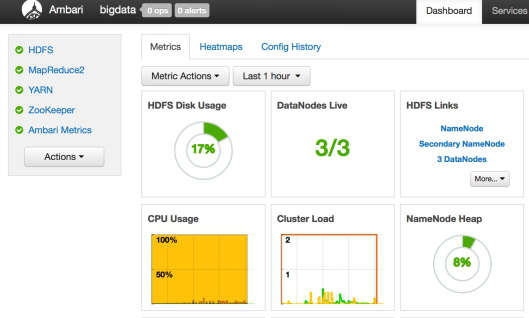 Ambari bigdata 0 ops 0 alerts Dashboard Services
HDFS
MapReduce2
YARN
ZooKeeper
Ambari Metrics
Actions
Metrics Heatmaps Config History
Metric Actions Last 1 hour
HDFS Disk Usage
17%
DataNodes Live
3/3
HDFS Links
NameNode
Secondary NameNode
3 DataNodes
More...
CPU Usage
100%
50%
Cluster Load
2
1
NameNode Heap
8%